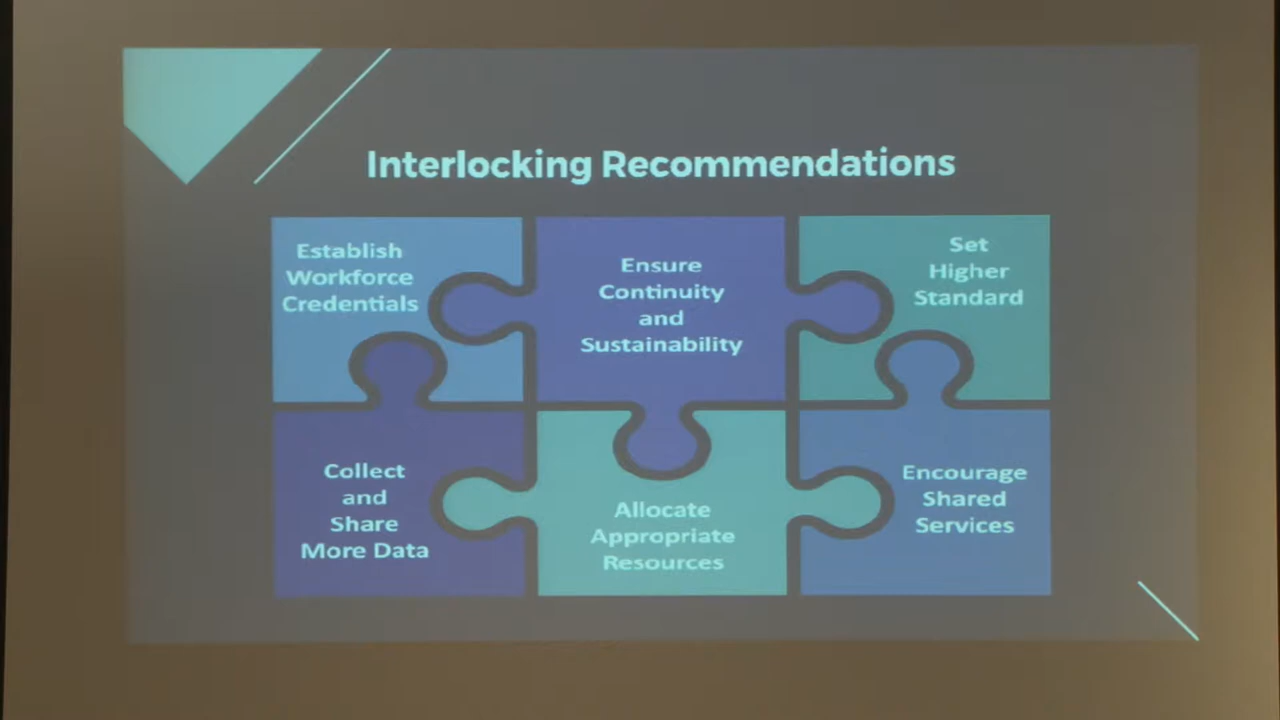 Interlocking Recommendations
Establish
Workforce
Credentials
Ensure
Continuity
and
Sustainability
Set
Higher
Standard
Collect
and
Share
More Data
Allocate
Appropriate
Resources
Encourage
Shared
Services